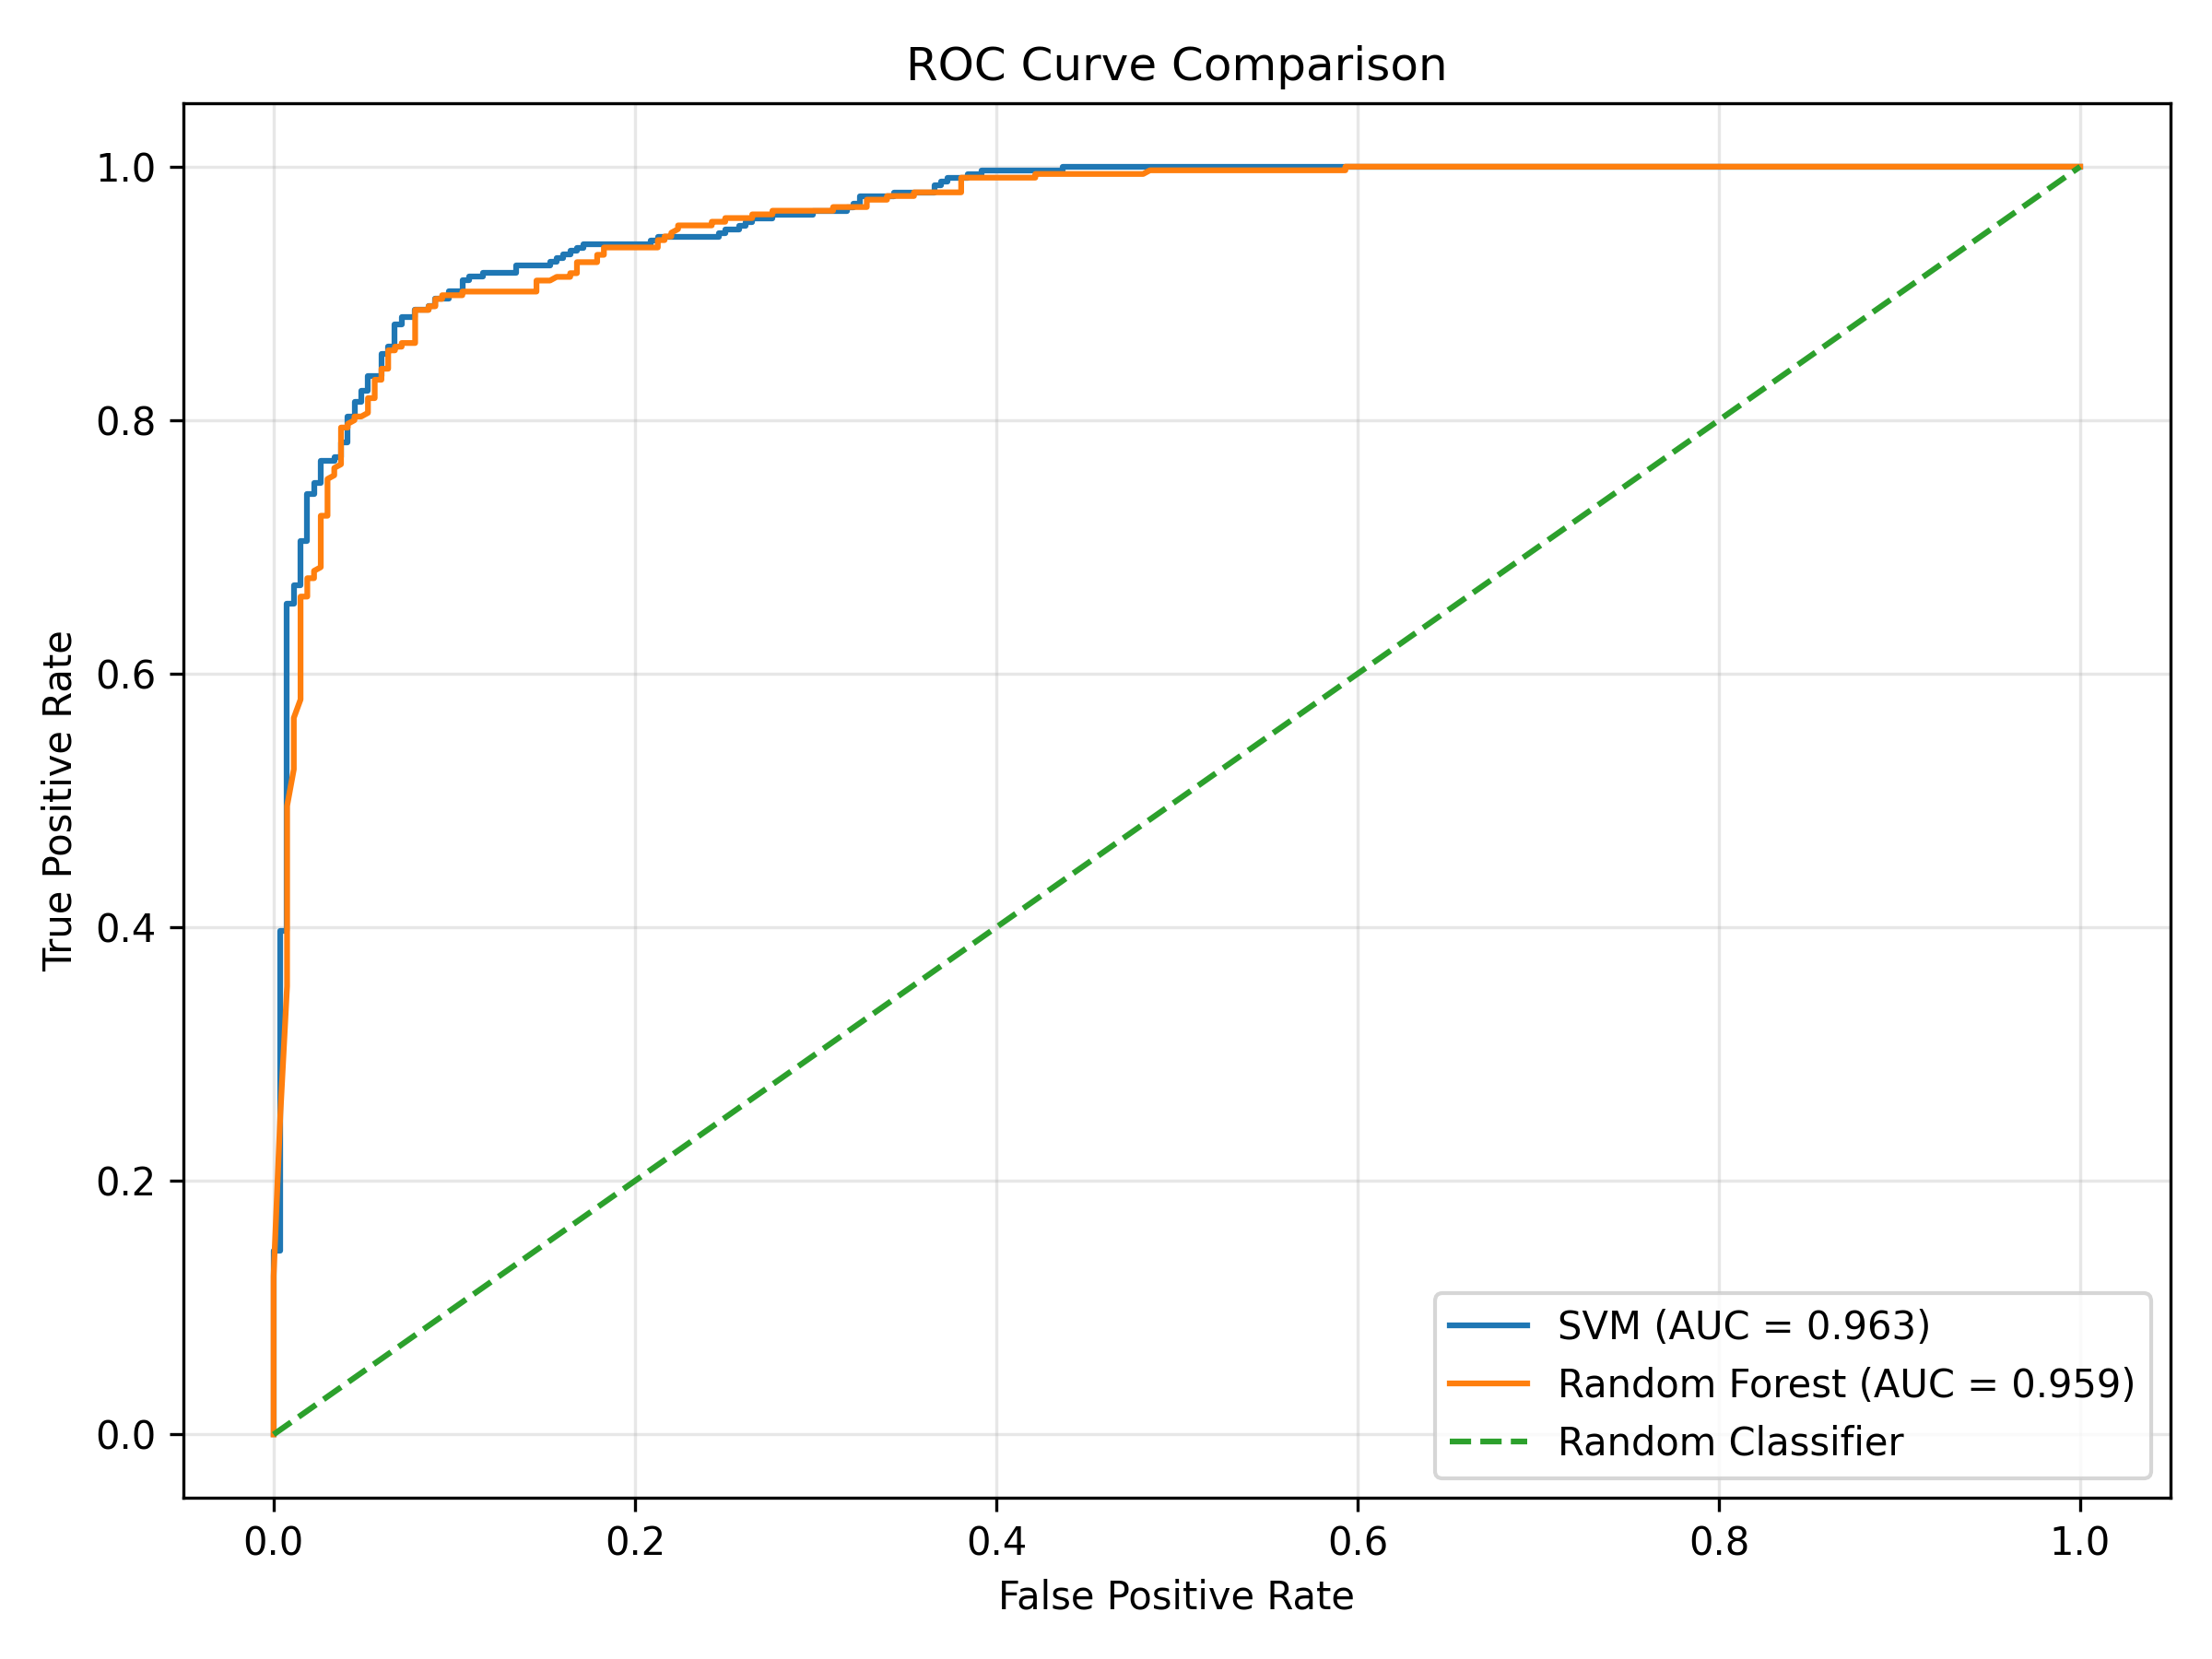 ROC Curve Comparison
1.0
0.8
0.6
0.4
0.2
0.0
True Positive Rate
0.0 0.2 0.4 0.6 0.8 1.0
False Positive Rate
SVM (AUC = 0.963)
Random Forest (AUC = 0.959)
Random Classifier